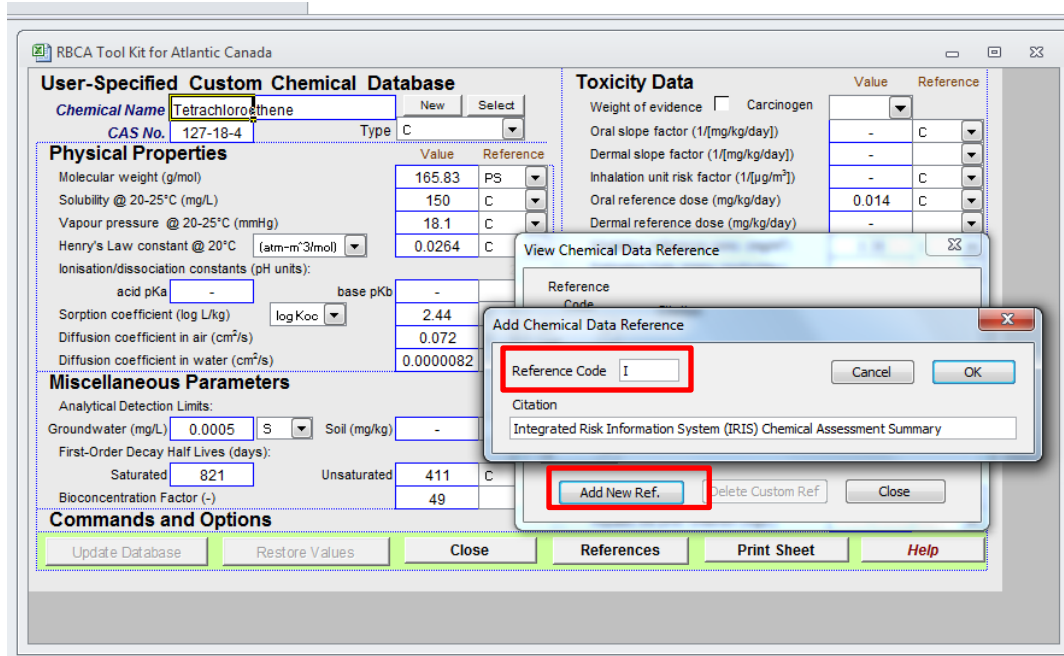 RBCA Tool Kit for Atlantic Canada
User-Specified Custom Chemical Database
Chemical Name Tetrachloroethene New Select
CAS No. 127-18-4 Type C
Physical Properties Value Reference
Molecular weight (g/mol) 165.83 PS
Solubility @ 20-25°C (mg/L) 150 C
Vapour pressure @ 20-25°C (mmHg) 18.1 C
Henry's Law constant @ 20°C (atm-m^3/mol) 0.0264 C
Ionisation/dissociation constants (pH units):
acid pKa - base pKb -
Sorption coefficient (log L/kg) log Koc 2.44
Diffusion coefficient in air (cm²/s) 0.072
Diffusion coefficient in water (cm²/s) 0.0000082
Miscellaneous Parameters
Analytical Detection Limits:
Groundwater (mg/L) 0.0005 S Soil (mg/kg) -
First-Order Decay Half Lives (days):
Saturated 821 Unsaturated 411 C
Bioconcentration Factor (-) 49
Commands and Options
Toxicity Data Value Reference
Weight of evidence Carcinogen
Oral slope factor (1/[mg/kg/day]) - C
Dermal slope factor (1/[mg/kg/day]) -
Inhalation unit risk factor (1/[µg/m³]) - C
Oral reference dose (mg/kg/day) 0.014 C
Dermal reference dose (mg/kg/day) -
View Chemical Data Reference
Reference
Code
Add Chemical Data Reference
Reference Code I Cancel OK
Citation
Integrated Risk Information System (IRIS) Chemical Assessment Summary
Add New Ref. Delete Custom Ref Close
Update Database Restore Values Close References Print Sheet Help